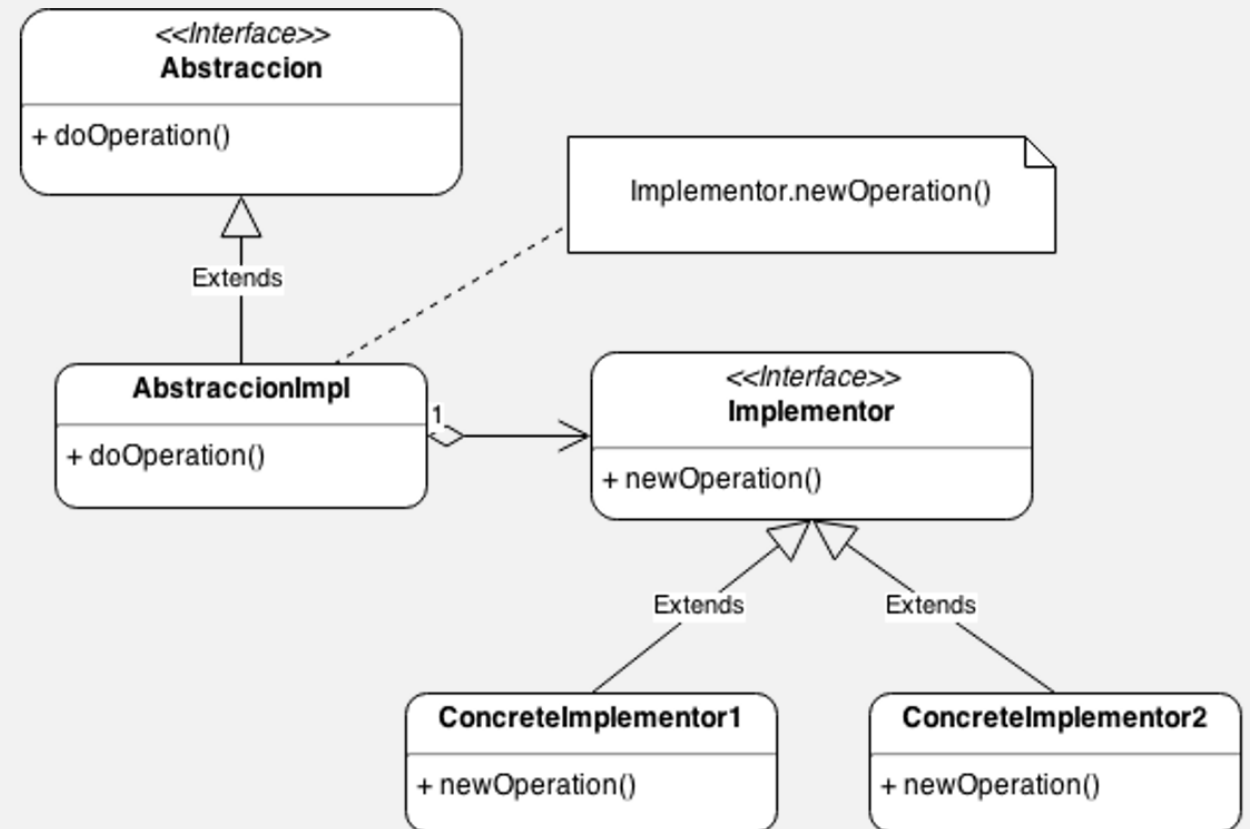 <<Interface>>
Abstraccion
+ doOperation()
Implementor.newOperation()
Extends
AbstraccionImpl
+ doOperation()
1
<<Interface>>
Implementor
+ newOperation()
Extends
Extends
ConcreteImplementor1
+ newOperation()
ConcreteImplementor2
+ newOperation()